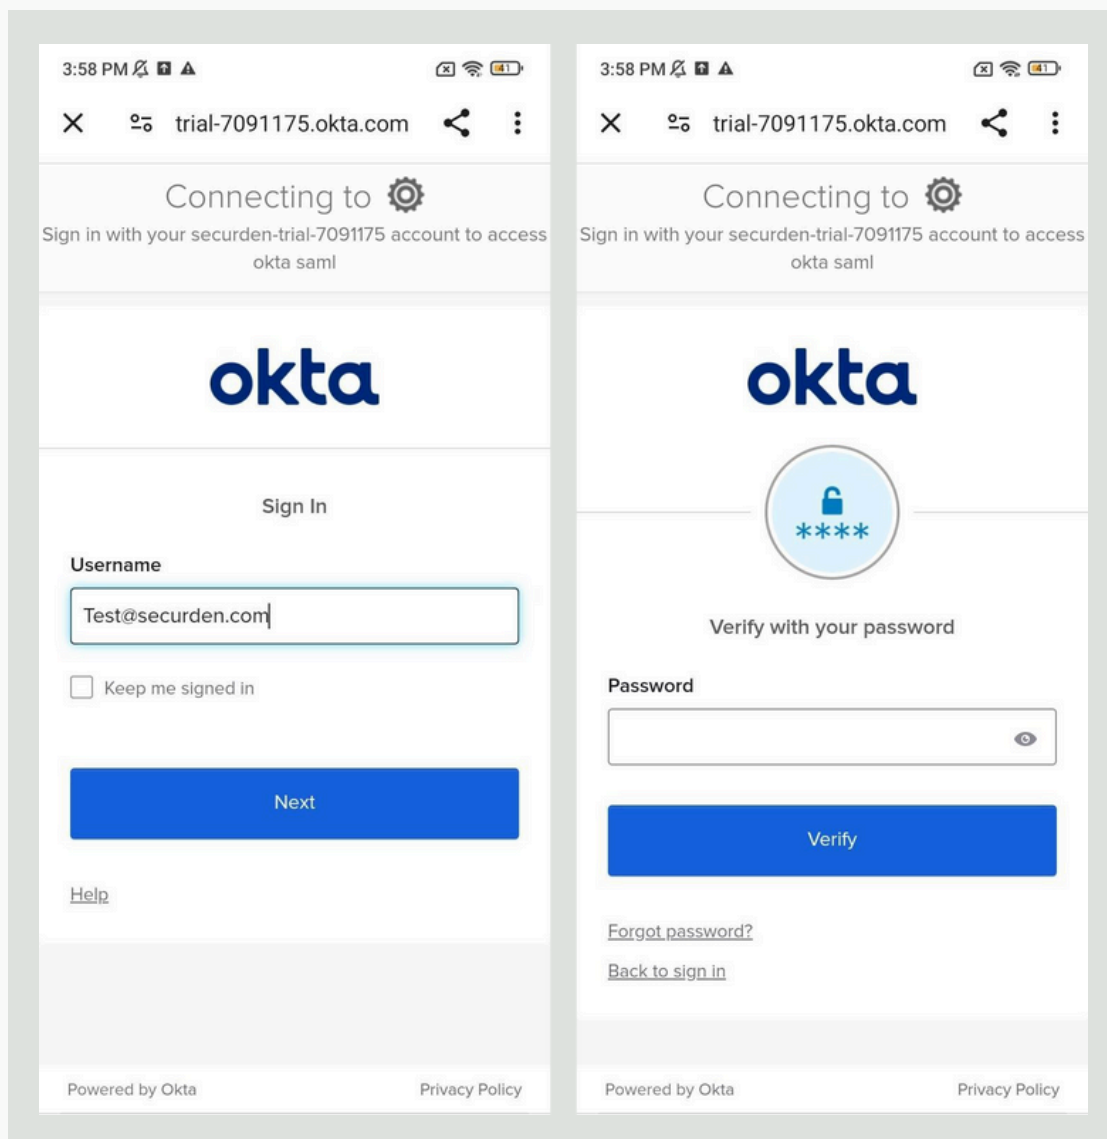 3:58 PM
41
trial-7091175.okta.com
Connecting to
Sign in with your securden-trial-7091175 account to access
okta saml
okta
Sign In
Username
Test@securden.com
Keep me signed in
Next
Help
Powered by Okta
Privacy Policy
3:58 PM
41
trial-7091175.okta.com
Connecting to
Sign in with your securden-trial-7091175 account to access
okta saml
okta
****
Verify with your password
Password
Verify
Forgot password?
Back to sign in
Powered by Okta
Privacy Policy